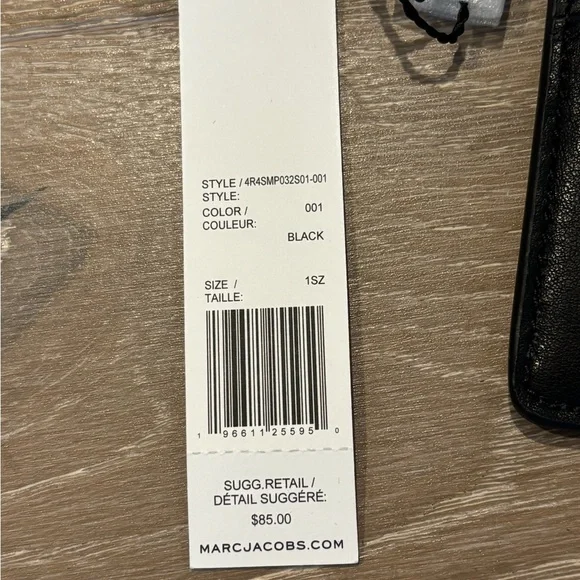 STYLE / 4R4SMP032S01-001
STYLE:
COLOR / 001
COULEUR:
BLACK
SIZE / 1SZ
TAILLE:
1 96611 25595 0
SUGG.RETAIL /
DÉTAIL SUGGÉRÉ:
$85.00
MARCJACOBS.COM